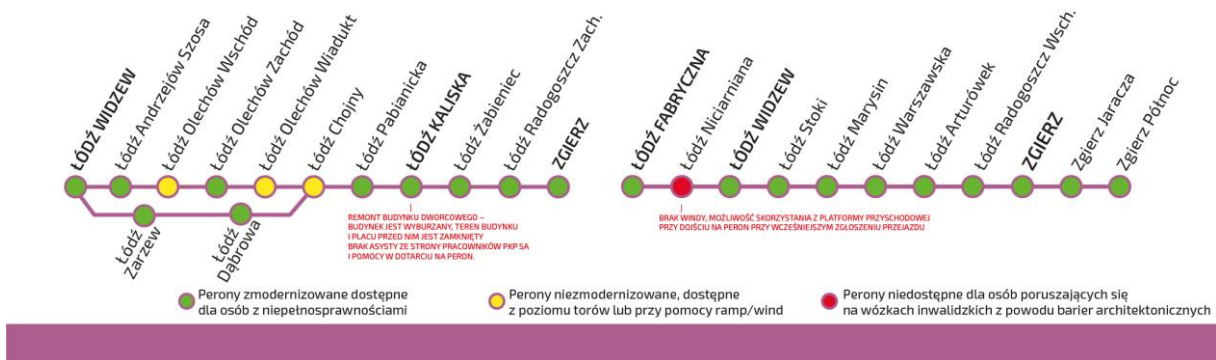 ŁÓDŹ WIDZEW
Łódź Andrzejów Szosa
Łódź Olechów Wschód
Łódź Olechów Zachód
Łódź Olechów Wiadukt
Łódź Chojny
Łódź Pabianicka
ŁÓDŹ KALISKA
Łódź Żabieniec
Łódź Radogoszcz Zach.
ZGIERZ
Łódź
Zarzew
Łódź
Dąbrowa
REMONT BUDYNKU DWORCOWEGO –
BUDYNEK JEST WYBURZANY, TEREN BUDYNKU
I PLACU PRZED NIM JEST ZAMKNIĘTY
BRAK ASYSTY ZE STRONY PRACOWNIKÓW PKP SA
I POMOCY W DOTARCIU NA PERON.
ŁÓDŹ FABRYCZNA
Łódź Niciarniana
ŁÓDŹ WIDZEW
Łódź Stoki
Łódź Marysin
Łódź Warszawska
Łódź Arturówek
Łódź Radogoszcz Wsch.
ZGIERZ
Zgierz Jaracza
Zgierz Północ
BRAK WINDY, MOŻLIWOŚĆ SKORZYSTANIA Z PLATFORMY PRZYSCHODOWEJ
PRZY DOJŚCIU NA PERON PRZY WCZEŚNIEJSZYM ZGŁOSZENIU PRZEJAZDU
Perony zmodernizowane dostępne
dla osób z niepełnosprawnościami
Perony niezmodernizowane, dostępne
z poziomu torów lub przy pomocy ramp/wind
Perony niedostępne dla osób poruszających się
na wózkach inwalidzkich z powodu barier architektonicznych